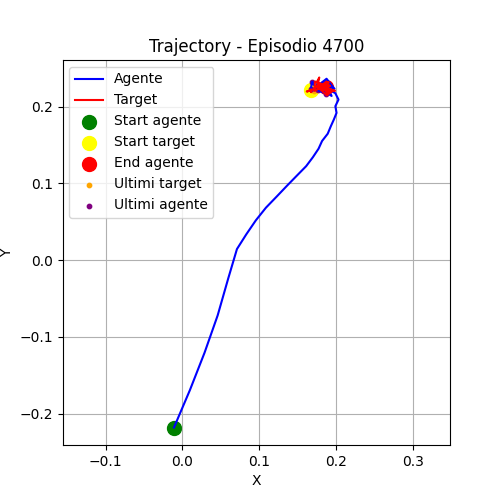 Trajectory - Episodio 4700
Agente
Target
Start agente
Start target
End agente
Ultimi target
Ultimi agente
0.2
0.1
0.0
−0.1
−0.2
Y
−0.1
0.0
0.1
0.2
0.3
X